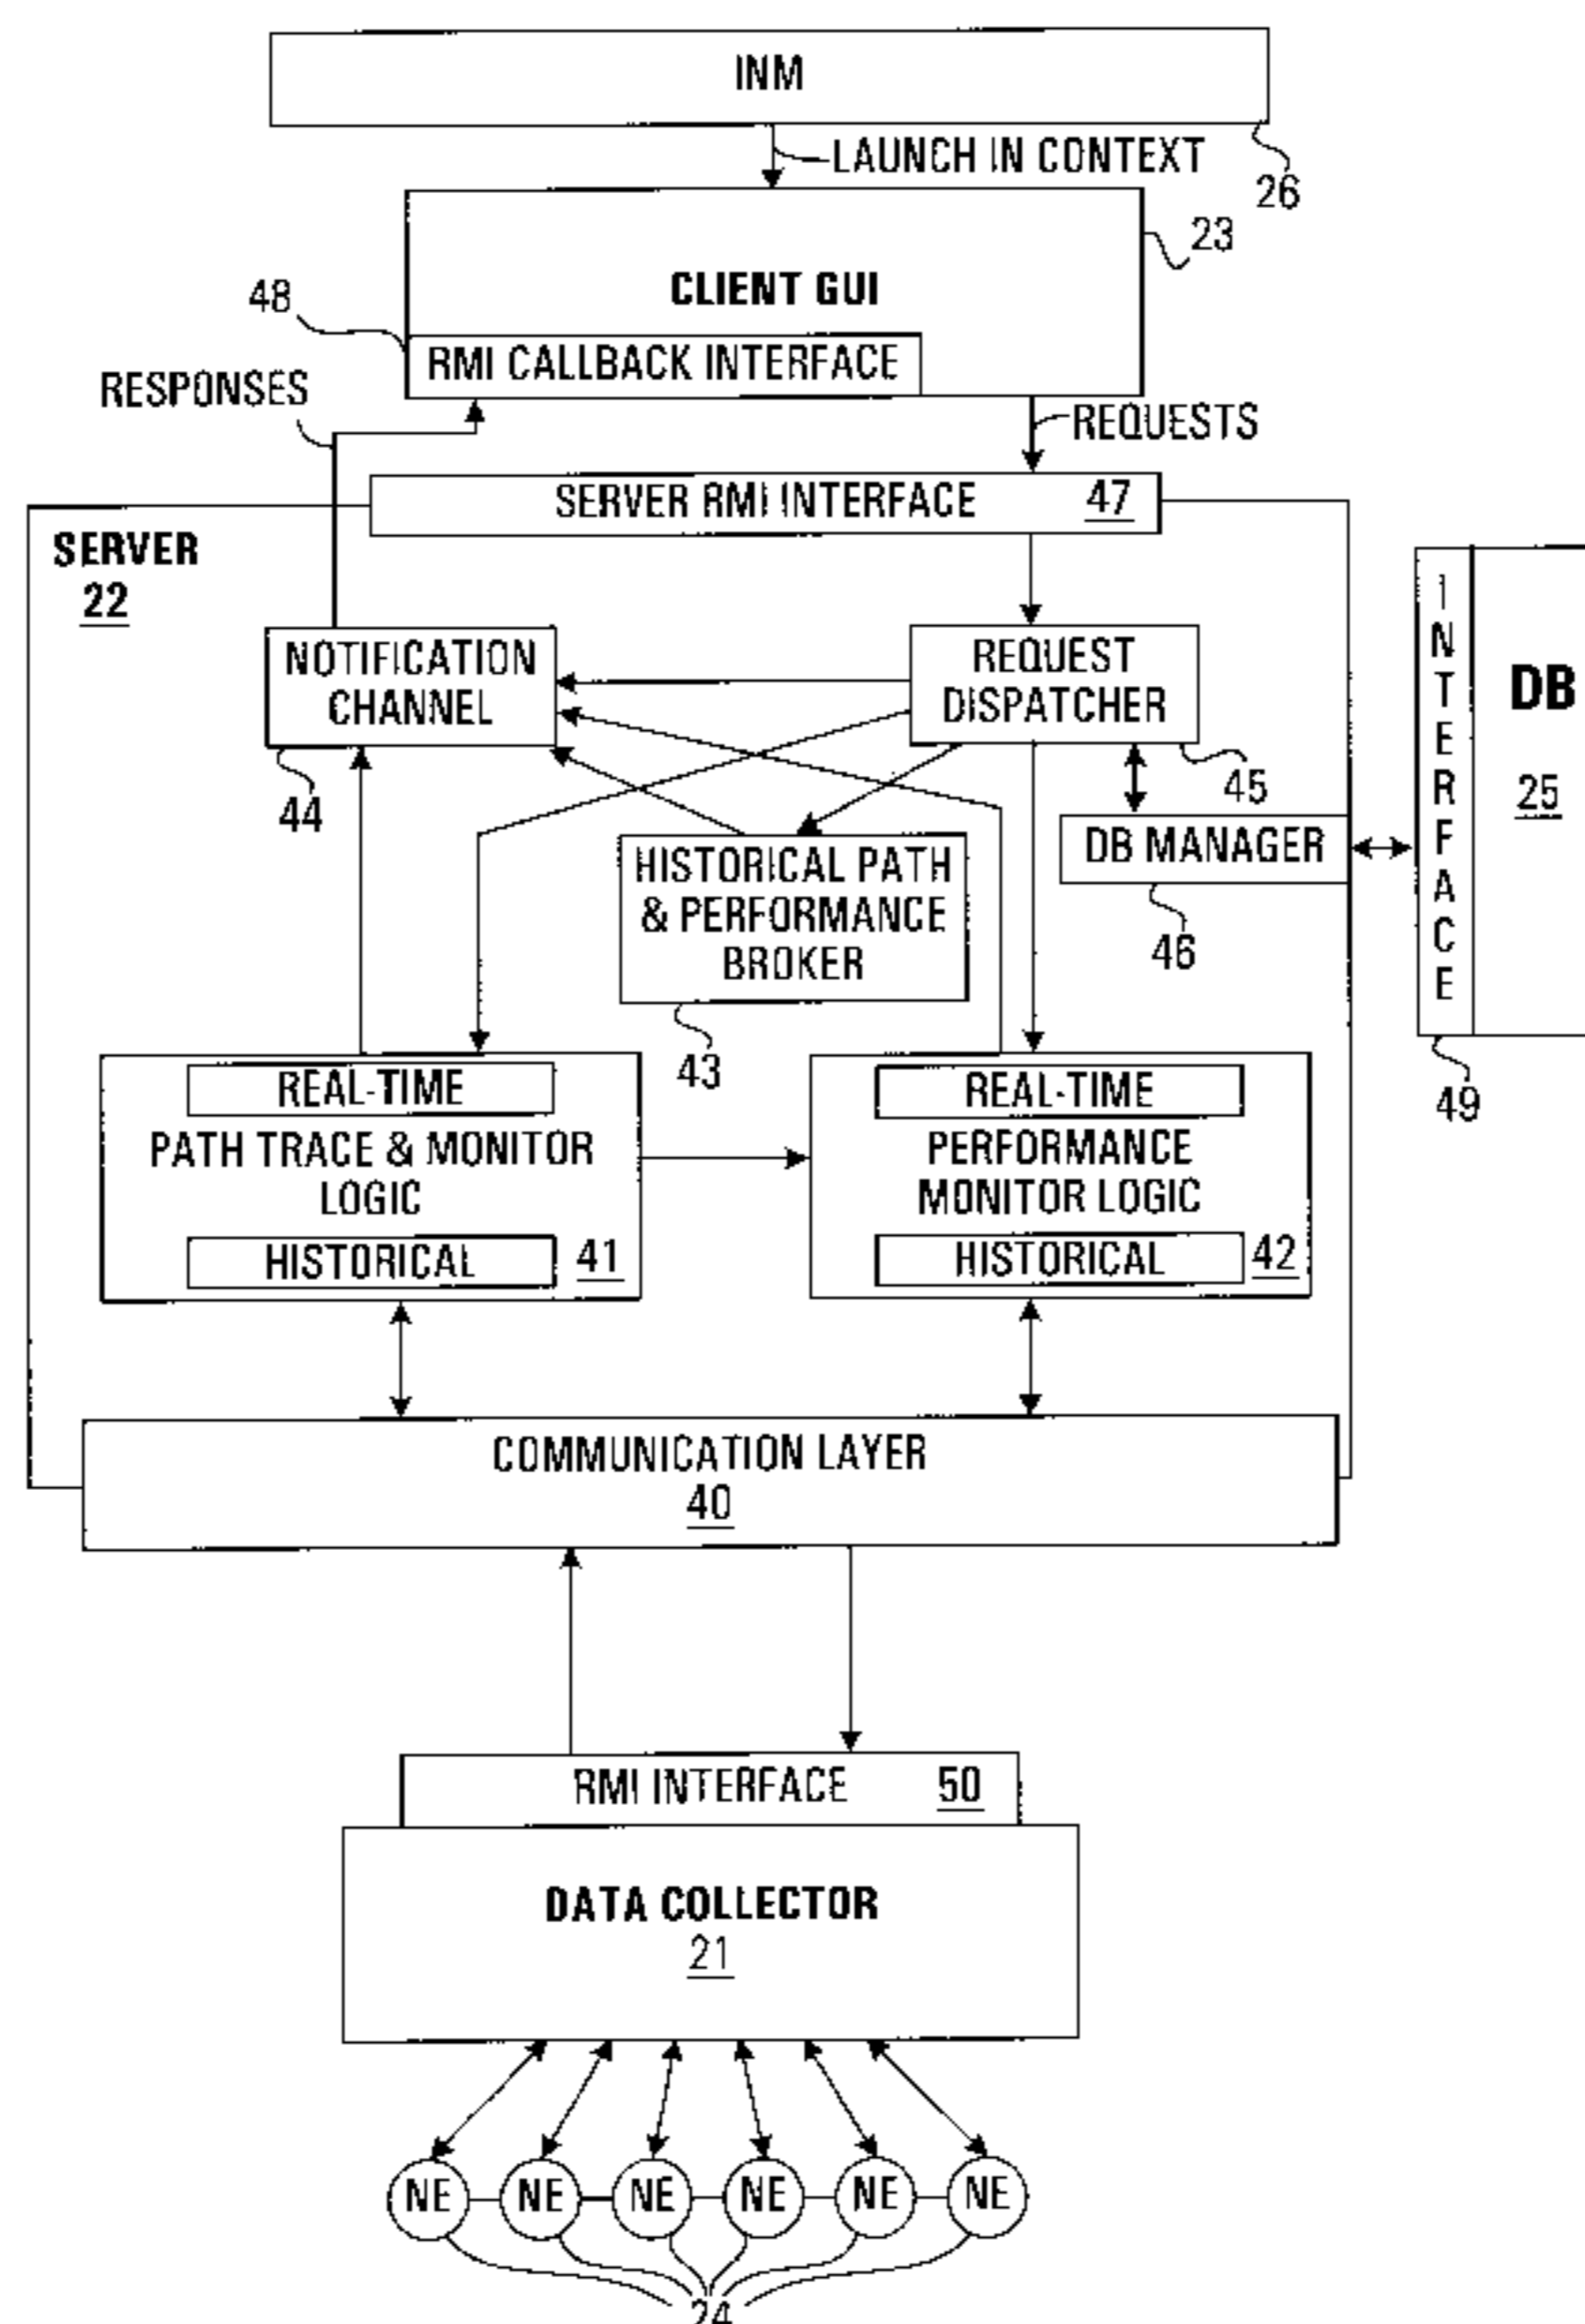 INM
LAUNCH IN CONTEXT
26
23
CLIENT GUI
48
RMI CALLBACK INTERFACE
RESPONSES
REQUESTS
SERVER RMI INTERFACE 47
SERVER
22
NOTIFICATION
CHANNEL
44
REQUEST
DISPATCHER
45
DB MANAGER
46
INTERFACE
DB
25
49
HISTORICAL PATH
& PERFORMANCE
BROKER
43
REAL-TIME
PATH TRACE & MONITOR
LOGIC
HISTORICAL
41
REAL-TIME
PERFORMANCE
MONITOR LOGIC
HISTORICAL
42
COMMUNICATION LAYER
40
RMI INTERFACE 50
DATA COLLECTOR
21
NE NE NE NE NE NE
24